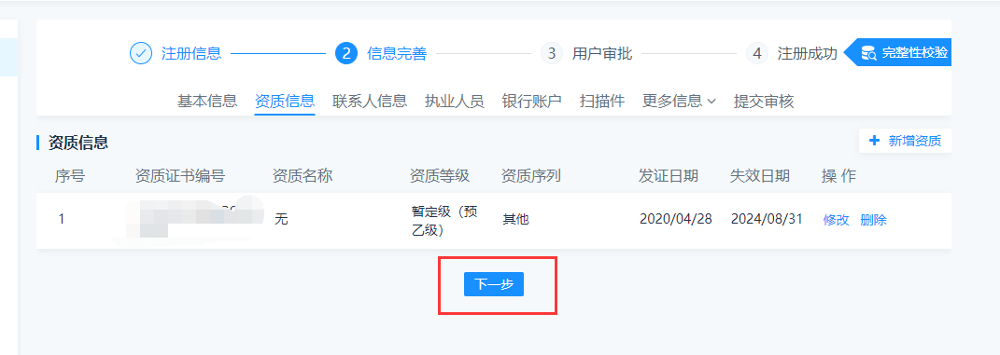 注册信息 2 信息完善 3 用户审批 4 注册成功 完整性校验
基本信息 资质信息 联系人信息 执业人员 银行账户 扫描件 更多信息 提交审核
资质信息 新增资质
序号 资质证书编号 资质名称 资质等级 资质序列 发证日期 失效日期 操 作
1 无 暂定级（预 其他 2020/04/28 2024/08/31 修改 删除
乙级）
下一步